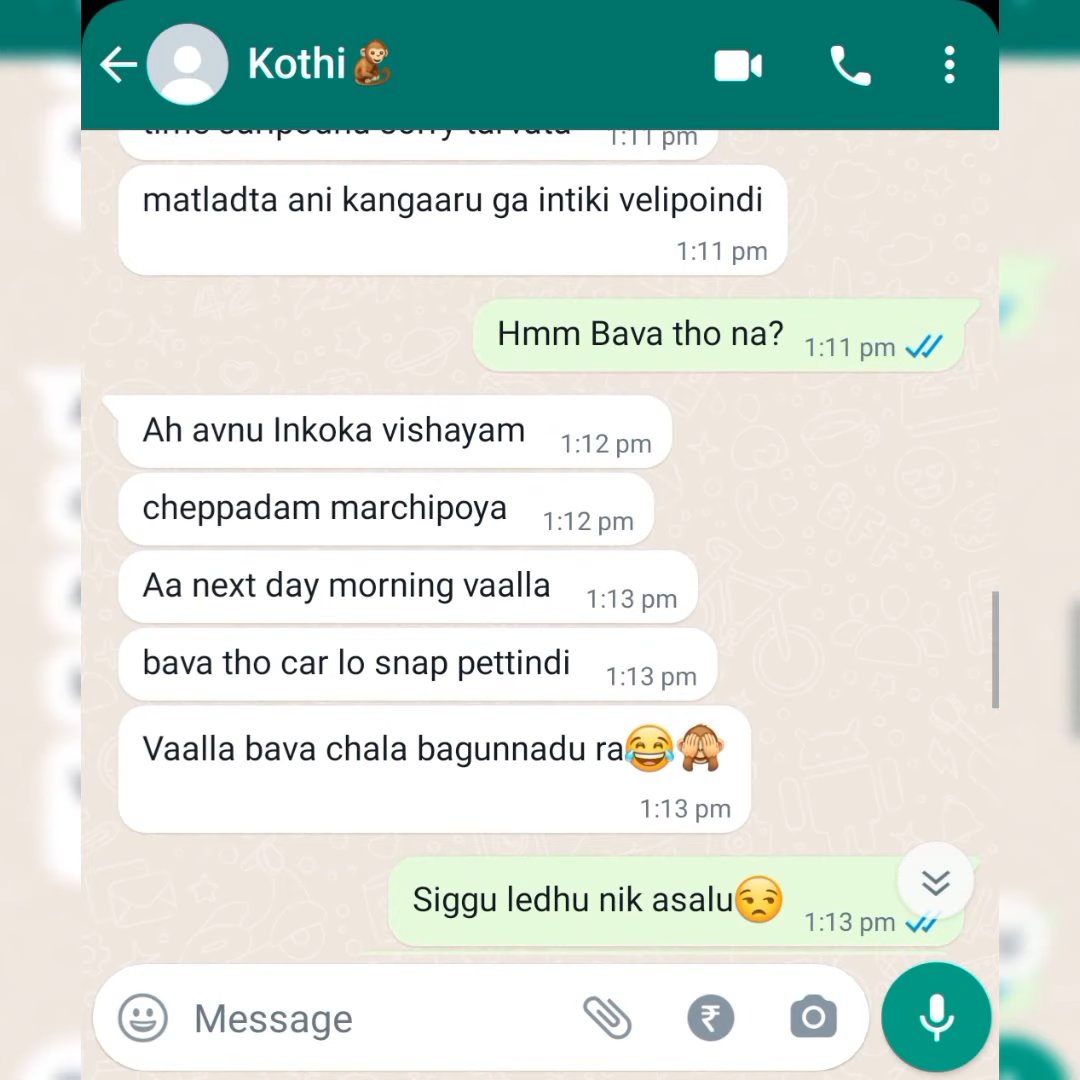 Kothi🐒
1:11 pm
matladta ani kangaaru ga intiki velipoindi
1:11 pm
Hmm Bava tho na? 1:11 pm
Ah avnu Inkoka vishayam 1:12 pm
cheppadam marchipoya 1:12 pm
Aa next day morning vaalla 1:13 pm
bava tho car lo snap pettindi 1:13 pm
Vaalla bava chala bagunnadu ra😂🙈
1:13 pm
Siggu ledhu nik asalu😒 1:13 pm
Message